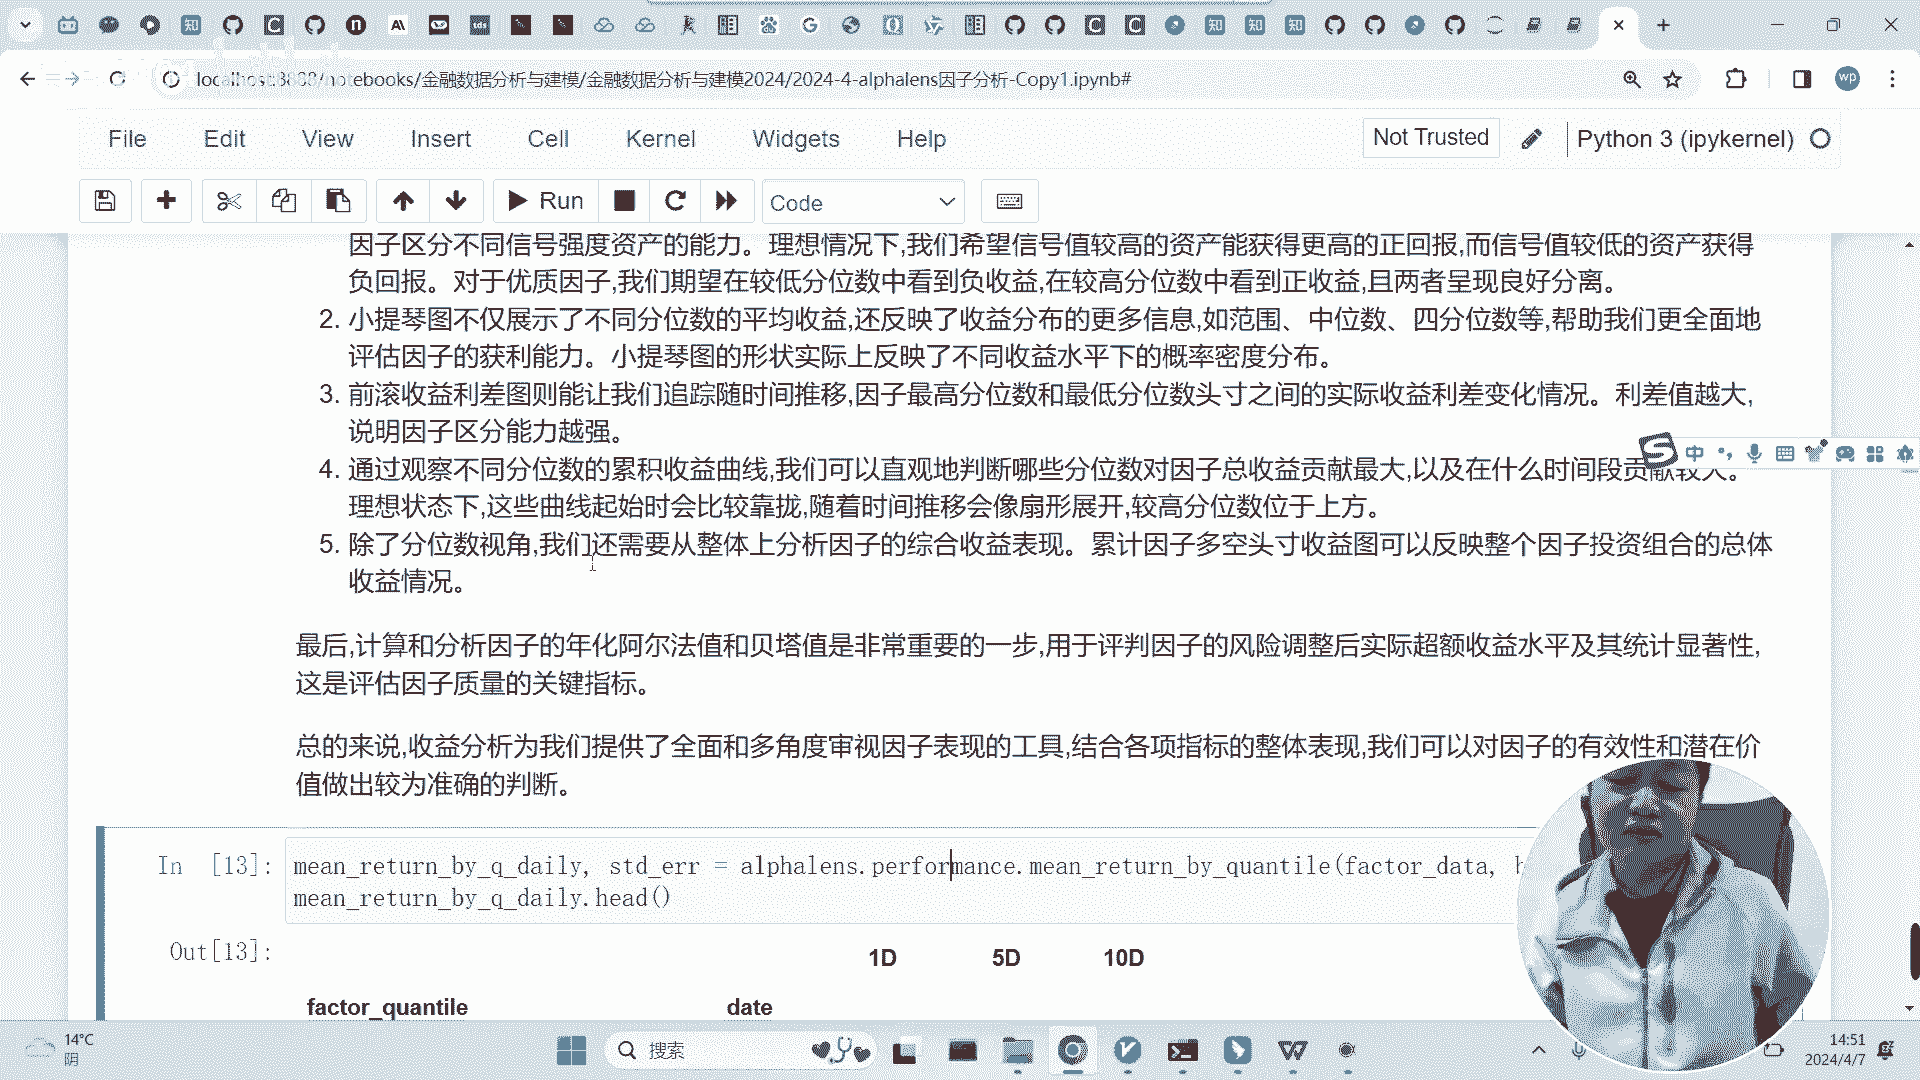 localhost:8888/notebooks/金融数据分析与建模/金融数据分析与建模2024/2024-4-alphalens因子分析-Copy1.ipynb#
wp
File Edit View Insert Cell Kernel Widgets Help
Not Trusted
Python 3 (ipykernel)
Run
Code
因子区分不同信号强度资产的能力。理想情况下,我们希望信号值较高的资产能获得更高的正回报,而信号值较低的资产获得
负回报。对于优质因子,我们期望在较低分位数中看到负收益,在较高分位数中看到正收益,且两者呈现良好分离。
2. 小提琴图不仅展示了不同分位数的平均收益,还反映了收益分布的更多信息,如范围、中位数、四分位数等,帮助我们更全面地
评估因子的获利能力。小提琴图的形状实际上反映了不同收益水平下的概率密度分布。
3. 前滚收益利差图则能让我们追踪随时间推移,因子最高分位数和最低分位数头寸之间的实际收益利差变化情况。利差值越大,
说明因子区分能力越强。
中
4. 通过观察不同分位数的累积收益曲线,我们可以直观地判断哪些分位数对因子总收益贡献最大,以及在什么时间段贡献较大。
理想状态下,这些曲线起始时会比较靠拢,随着时间推移会像扇形展开,较高分位数位于上方。
5. 除了分位数视角,我们还需要从整体上分析因子的综合收益表现。累计因子多空头寸收益图可以反映整个因子投资组合的总体
收益情况。
最后,计算和分析因子的年化阿尔法值和贝塔值是非常重要的一步,用于评判因子的风险调整后实际超额收益水平及其统计显著性,
这是评估因子质量的关键指标。
总的来说,收益分析为我们提供了全面和多角度审视因子表现的工具,结合各项指标的整体表现,我们可以对因子的有效性和潜在价
值做出较为准确的判断。
In [13]: mean_return_by_q_daily, std_err = alphalens.performance.mean_return_by_quantile(factor_data,
mean_return_by_q_daily.head()
Out[13]:
1D 5D 10D
factor_quantile date
14°C
阴
搜索
14:51
2024/4/7